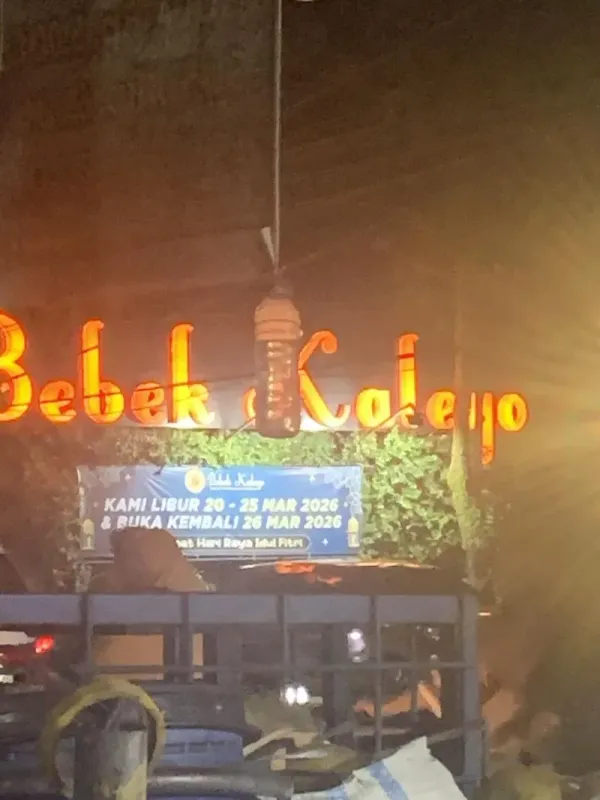 Bebek Kaleyo
Bebek Kaleyo
KAMI LIBUR 20 - 25 MAR 2026
& BUKA KEMBALI 26 MAR 2026
Hari Raya Idul Fitri